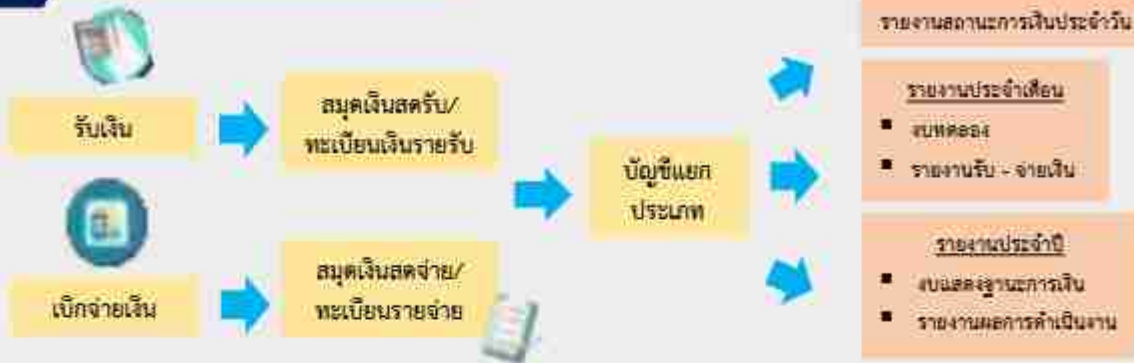 รับเงิน
สมุดเงินสดรับ/
ทะเบียนเงินรายรับ
เบิกจ่ายเงิน
สมุดเงินสดจ่าย/
ทะเบียนรายจ่าย
บัญชีแยก
ประเภท
รายงานสถานะการเงินประจำวัน
รายงานประจำเดือน
▪ งบทดลอง
▪ รายงานรับ - จ่ายเงิน
รายงานประจำปี
▪ งบแสดงฐานะการเงิน
▪ รายงานผลการดำเนินงาน